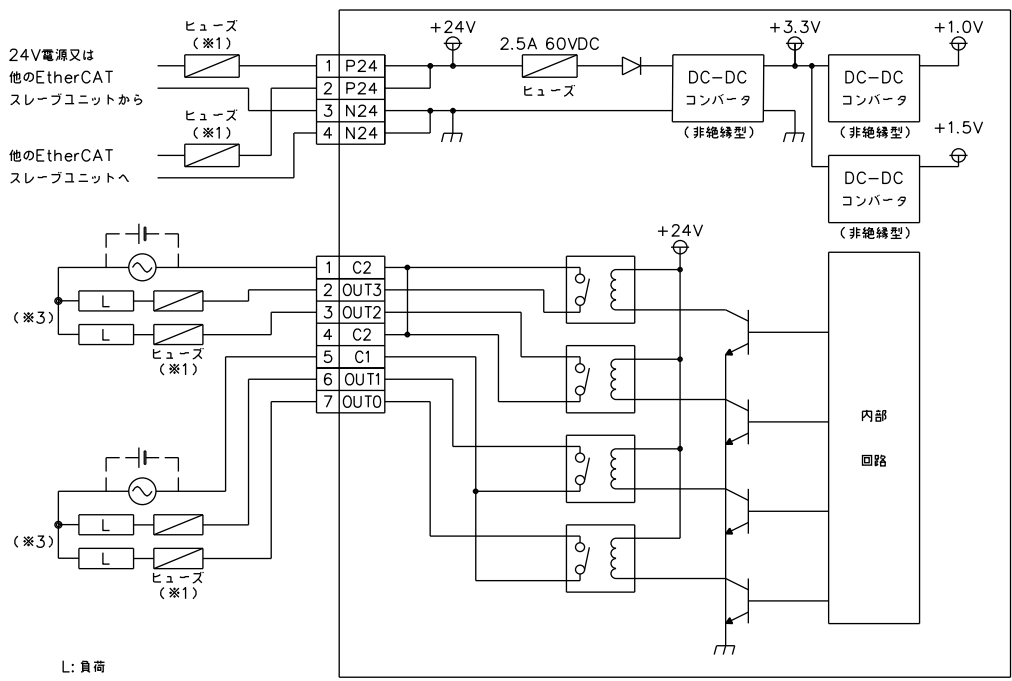 ヒューズ
(※1)
24V電源又は
他のEtherCAT
スレーブユニットから
ヒューズ
(※1)
他のEtherCAT
スレーブユニットへ
1 P24
2 P24
3 N24
4 N24
+24V
2.5A 60VDC
ヒューズ
DC-DC
コンバータ
(非絶縁型)
+3.3V
+1.0V
DC-DC
コンバータ
(非絶縁型)
+1.5V
DC-DC
コンバータ
(非絶縁型)
+24V
1 C2
2 OUT3
3 OUT2
4 C2
5 C1
6 OUT1
7 OUT0
L
(※3)
L
ヒューズ
(※1)
内部
回路
L
(※3)
L
ヒューズ
(※1)
L: 負荷